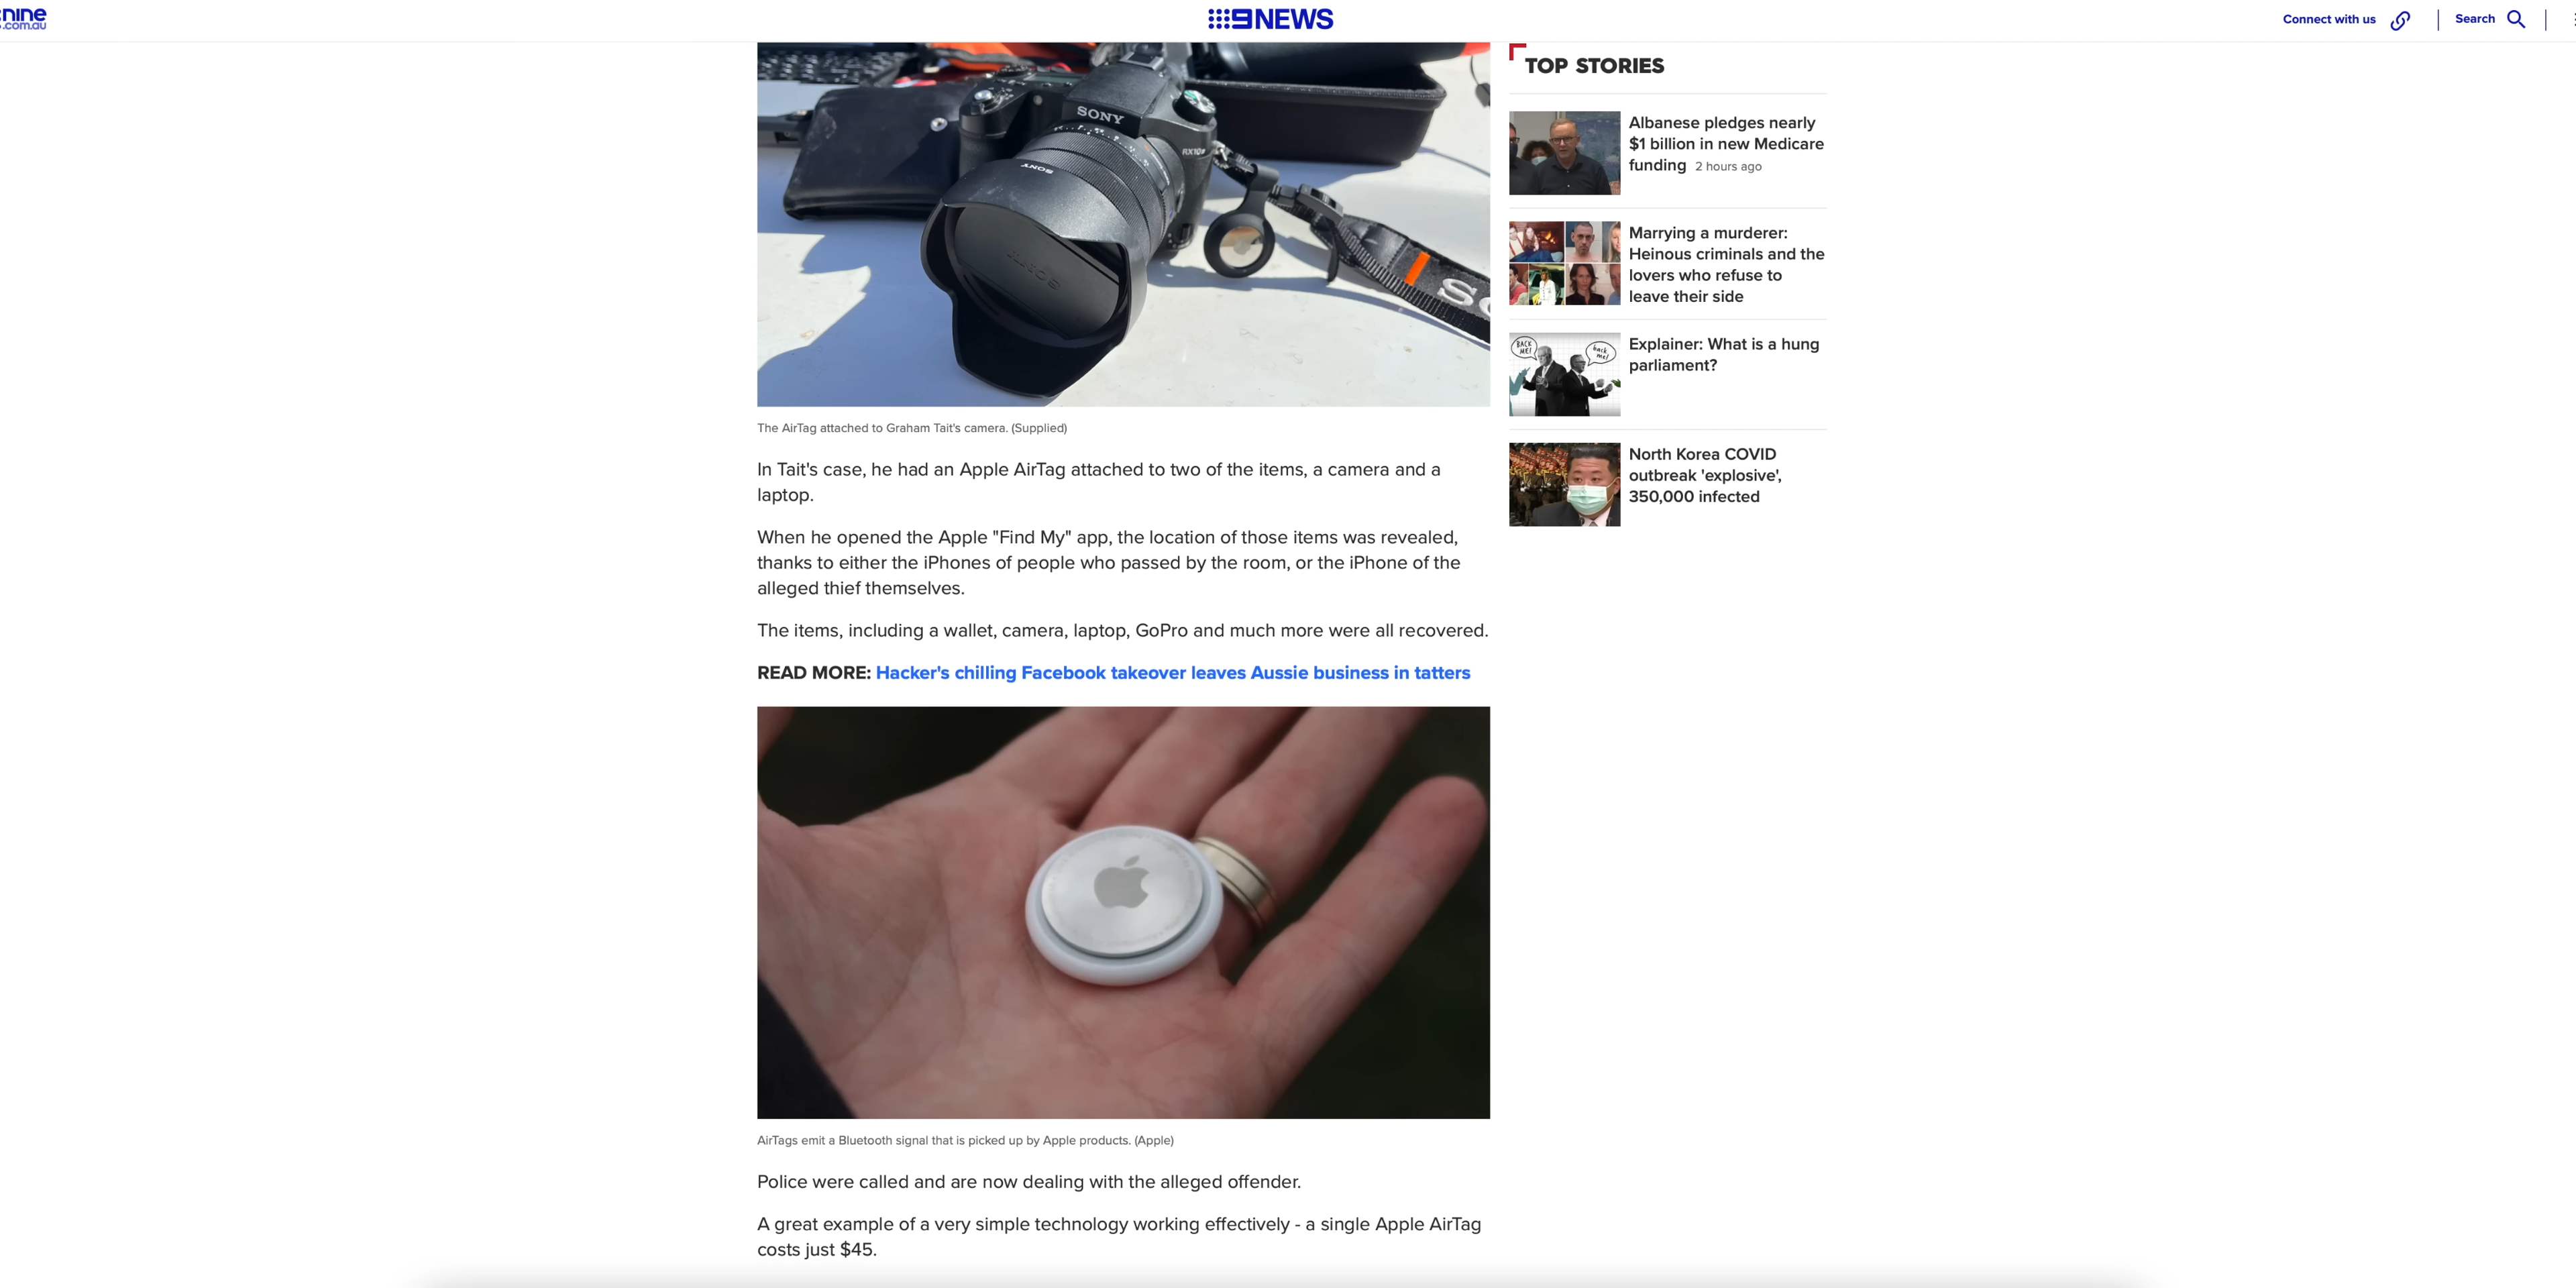 nine
.com.au
9NEWS
Connect with us
Search
SONY
RX10
SONY
SONY
The AirTag attached to Graham Tait's camera. (Supplied)
In Tait's case, he had an Apple AirTag attached to two of the items, a camera and a
laptop.
When he opened the Apple "Find My" app, the location of those items was revealed,
thanks to either the iPhones of people who passed by the room, or the iPhone of the
alleged thief themselves.
The items, including a wallet, camera, laptop, GoPro and much more were all recovered.
READ MORE: Hacker's chilling Facebook takeover leaves Aussie business in tatters
AirTags emit a Bluetooth signal that is picked up by Apple products. (Apple)
Police were called and are now dealing with the alleged offender.
A great example of a very simple technology working effectively - a single Apple AirTag
costs just $45.
TOP STORIES
Albanese pledges nearly
$1 billion in new Medicare
funding 2 hours ago
Marrying a murderer:
Heinous criminals and the
lovers who refuse to
leave their side
BACK
ME!
back
me!
Explainer: What is a hung
parliament?
North Korea COVID
outbreak 'explosive',
350,000 infected